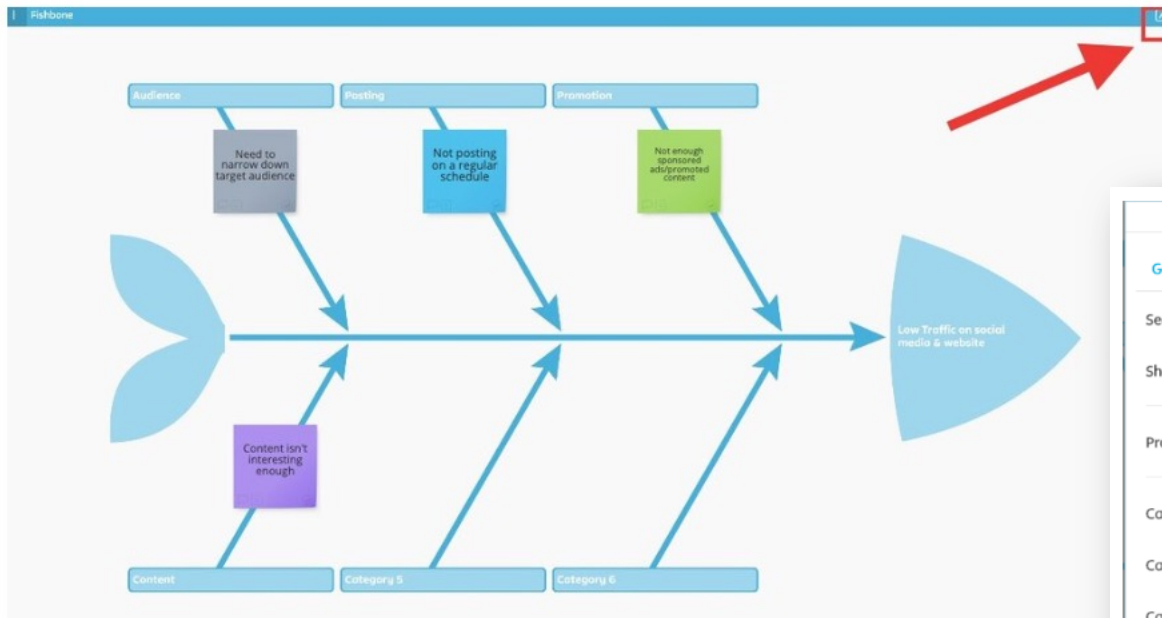 Fishbone
Audience
Posting
Promotion
Need to
narrow down
target audience
Not posting
on a regular
schedule
Not enough
sponsored
ads/promoted
content
Low Traffic on social
media & website
Content isn't
interesting
enough
Content
Category 5
Category 6
G
Se
Sh
Pr
Ca
Ca